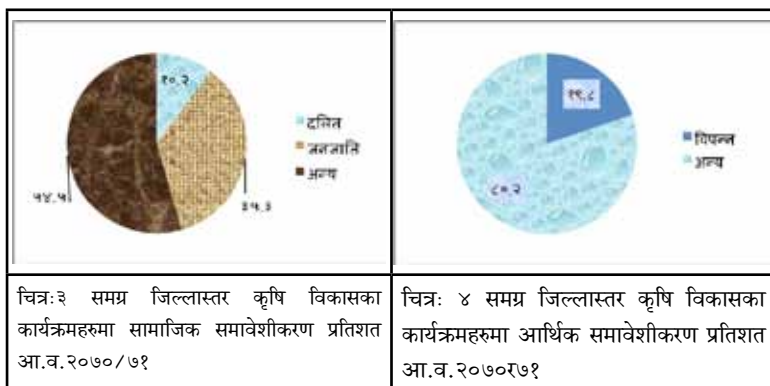 १०.२
५४.५
३५.३
दलित
जनजाति
अन्य
१९.८
८०.२
विपन्न
अन्य
चित्र:३ समग्र जिल्लास्तर कृषि विकासका
कार्यक्रमहरुमा सामाजिक समावेशीकरण प्रतिशत
आ.व.२०७०/७१
चित्र: ४ समग्र जिल्लास्तर कृषि विकासका
कार्यक्रमहरुमा आर्थिक समावेशीकरण प्रतिशत
आ.व.२०७०र७१